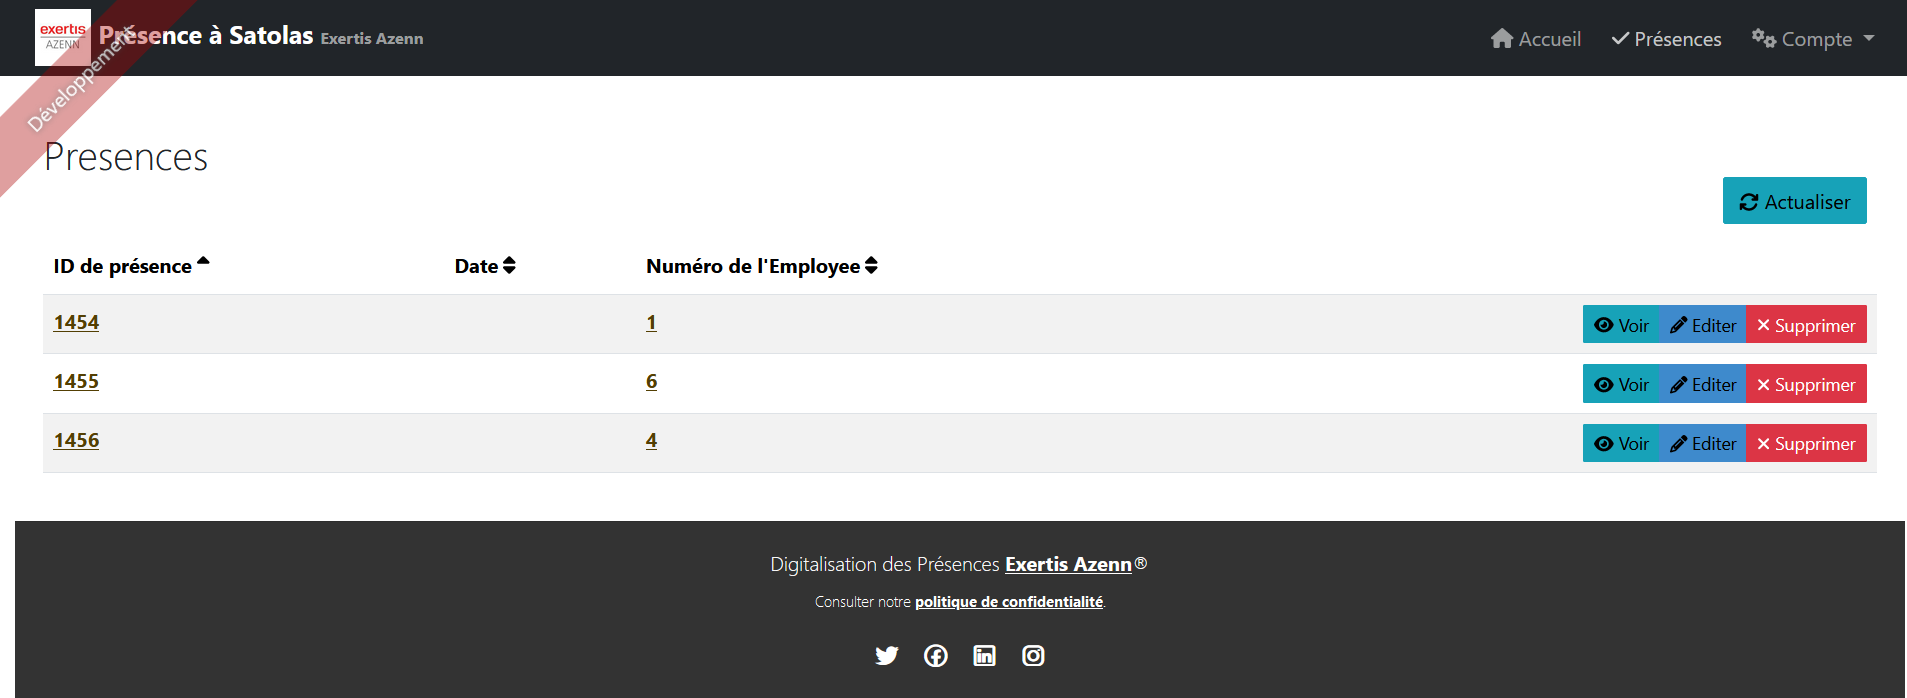 exertis
AZENN
Présence à Satolas Exertis Azenn
Accueil
Présences
Compte
Développement
Presences
Actualiser
ID de présence Date Numéro de l'Employee
1454 1 Voir Editer Supprimer
1455 6 Voir Editer Supprimer
1456 4 Voir Editer Supprimer
Digitalisation des Présences Exertis Azenn®
Consulter notre politique de confidentialité.